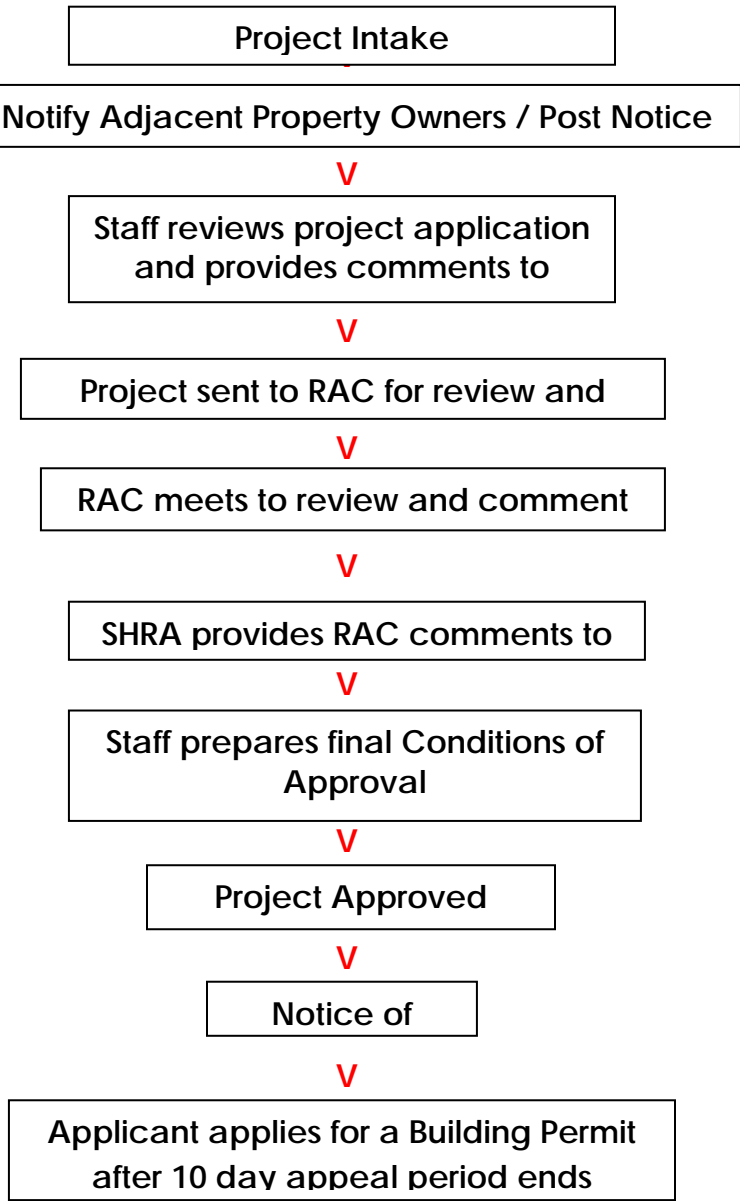 Project Intake
Notify Adjacent Property Owners / Post Notice
V
Staff reviews project application
and provides comments to
V
Project sent to RAC for review and
V
RAC meets to review and comment
V
SHRA provides RAC comments to
V
Staff prepares final Conditions of
Approval
V
Project Approved
V
Notice of
V
Applicant applies for a Building Permit
after 10 day appeal period ends